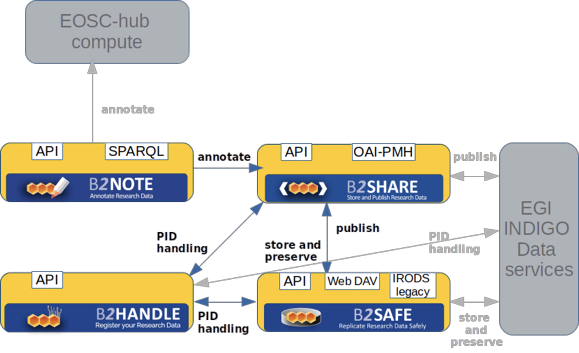 EOSC-hub
compute
annotate
API
SPARQL
B2NOTE
Annotate Research Data
annotate
API
OAI-PMH
B2SHARE
Store and Publish Research Data
publish
PID
handling
store and
preserve
publish
PID
handling
EGI
INDIGO
Data
services
API
B2HANDLE
Register your Research Data
PID
handling
API
Web DAV
IRODS
legacy
B2SAFE
Replicate Research Data Safely
store
and
preserve